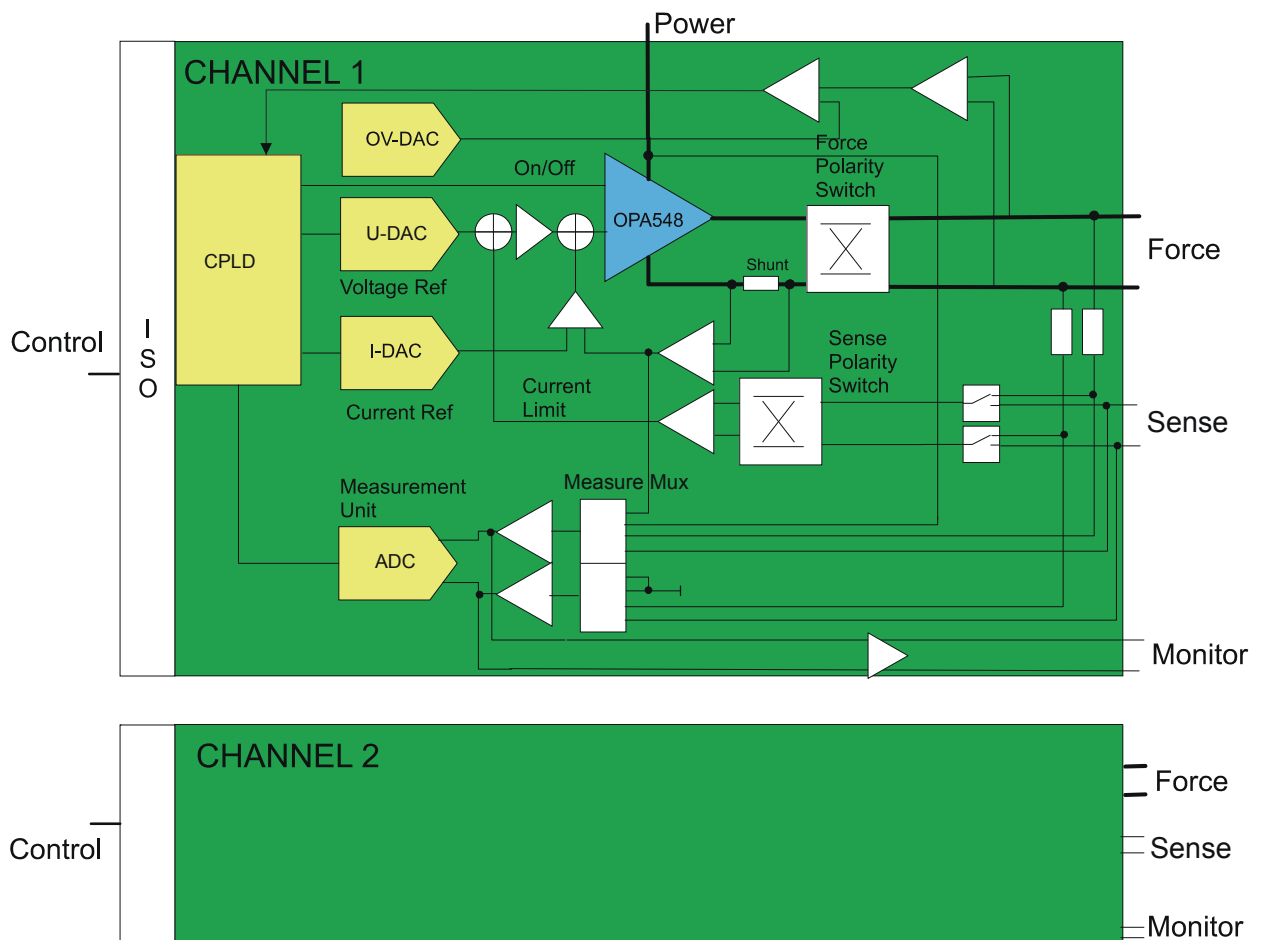 Power
CHANNEL 1
OV-DAC
Force
Polarity
Switch
On/Off
OPA548
U-DAC
CPLD
Force
Shunt
Voltage Ref
I
S
O
Control
I-DAC
Sense
Polarity
Switch
Current
Limit
Current Ref
Sense
Measurement
Unit
Measure Mux
ADC
Monitor
CHANNEL 2
Force
Control
Sense
Monitor